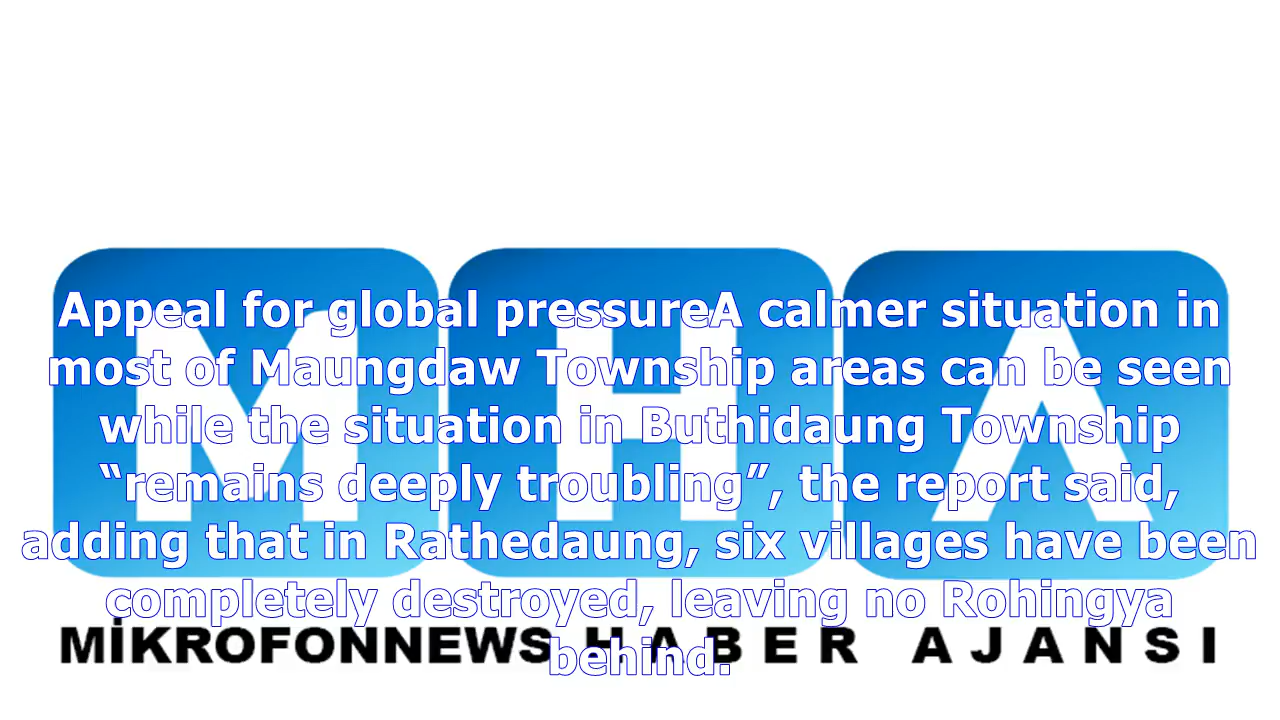 M H A
Appeal for global pressureA calmer situation in
most of Maungdaw Township areas can be seen
while the situation in Buthidaung Township
“remains deeply troubling”, the report said,
adding that in Rathedaung, six villages have been
completely destroyed, leaving no Rohingya
behind.
MİKROFONNEWS HABER AJANSI